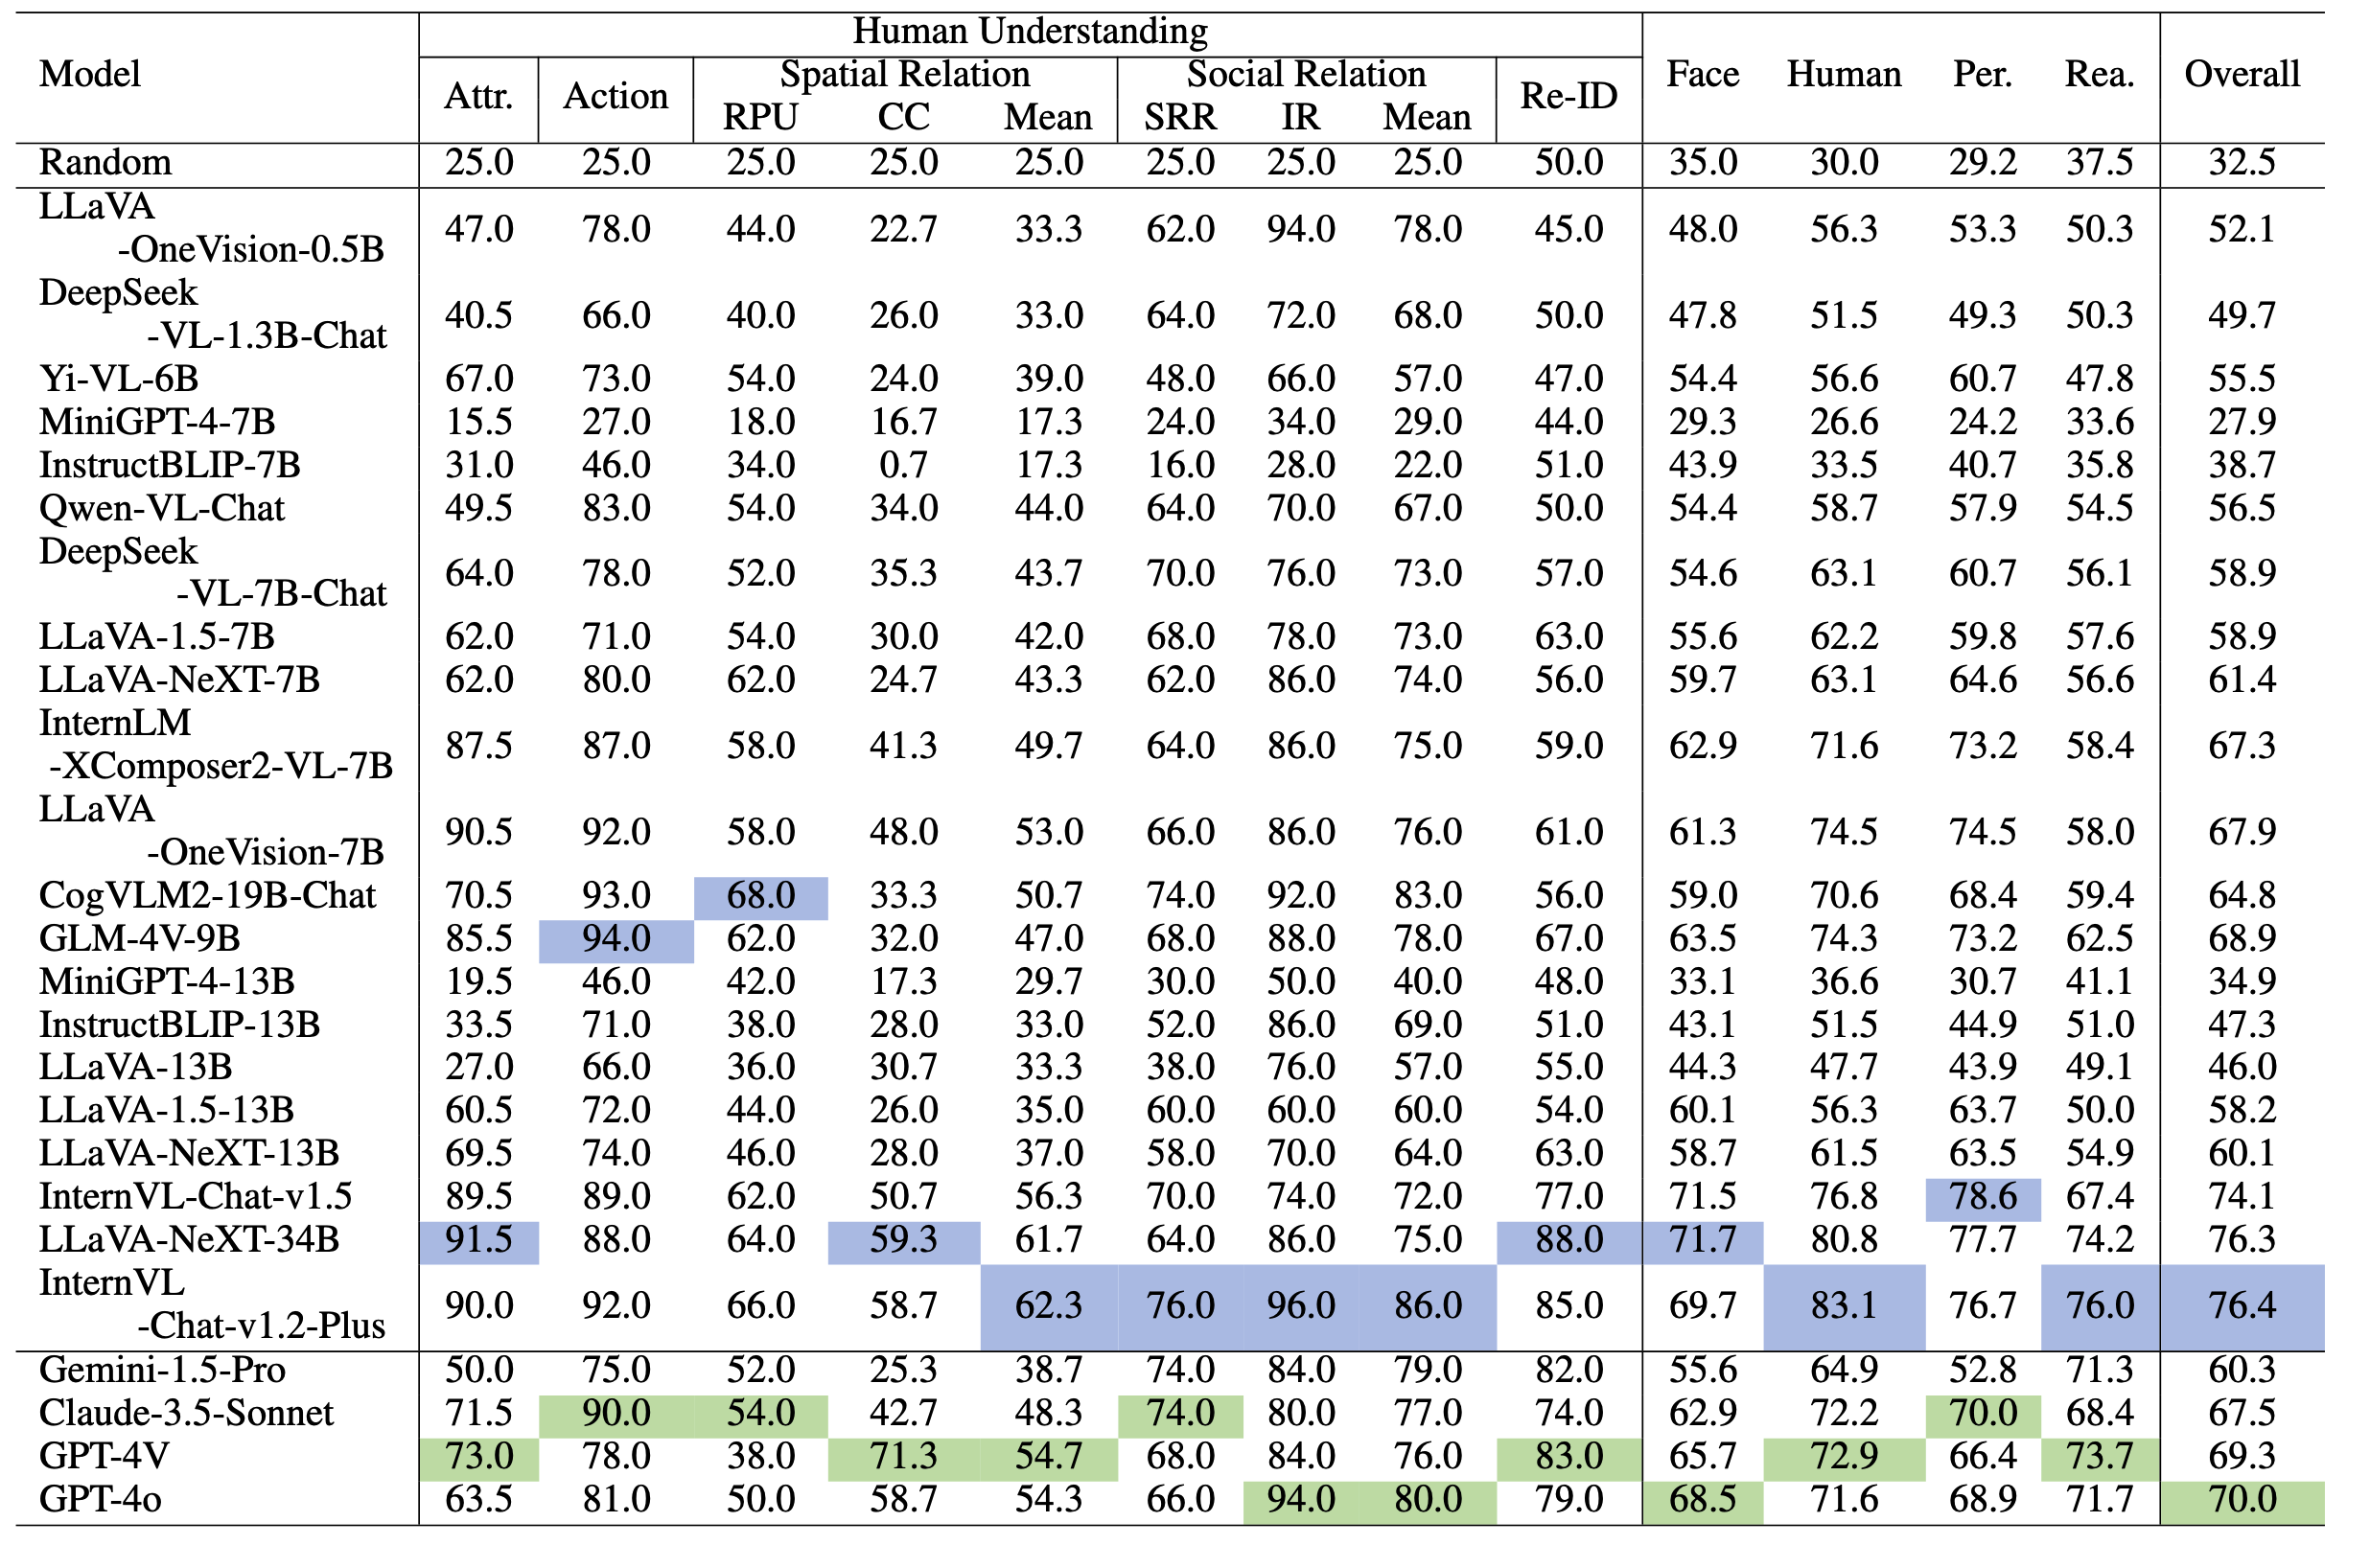 Human Understanding
Model Attr. Action Spatial Relation Social Relation Re-ID Face Human Per. Rea. Overall
RPU CC Mean SRR IR Mean
Random 25.0 25.0 25.0 25.0 25.0 25.0 25.0 25.0 50.0 35.0 30.0 29.2 37.5 32.5
LLaVA
-OneVision-0.5B 47.0 78.0 44.0 22.7 33.3 62.0 94.0 78.0 45.0 48.0 56.3 53.3 50.3 52.1
DeepSeek
-VL-1.3B-Chat 40.5 66.0 40.0 26.0 33.0 64.0 72.0 68.0 50.0 47.8 51.5 49.3 50.3 49.7
Yi-VL-6B 67.0 73.0 54.0 24.0 39.0 48.0 66.0 57.0 47.0 54.4 56.6 60.7 47.8 55.5
MiniGPT-4-7B 15.5 27.0 18.0 16.7 17.3 24.0 34.0 29.0 44.0 29.3 26.6 24.2 33.6 27.9
InstructBLIP-7B 31.0 46.0 34.0 0.7 17.3 16.0 28.0 22.0 51.0 43.9 33.5 40.7 35.8 38.7
Qwen-VL-Chat 49.5 83.0 54.0 34.0 44.0 64.0 70.0 67.0 50.0 54.4 58.7 57.9 54.5 56.5
DeepSeek
-VL-7B-Chat 64.0 78.0 52.0 35.3 43.7 70.0 76.0 73.0 57.0 54.6 63.1 60.7 56.1 58.9
LLaVA-1.5-7B 62.0 71.0 54.0 30.0 42.0 68.0 78.0 73.0 63.0 55.6 62.2 59.8 57.6 58.9
LLaVA-NeXT-7B 62.0 80.0 62.0 24.7 43.3 62.0 86.0 74.0 56.0 59.7 63.1 64.6 56.6 61.4
InternLM
-XComposer2-VL-7B 87.5 87.0 58.0 41.3 49.7 64.0 86.0 75.0 59.0 62.9 71.6 73.2 58.4 67.3
LLaVA
-OneVision-7B 90.5 92.0 58.0 48.0 53.0 66.0 86.0 76.0 61.0 61.3 74.5 74.5 58.0 67.9
CogVLM2-19B-Chat 70.5 93.0 68.0 33.3 50.7 74.0 92.0 83.0 56.0 59.0 70.6 68.4 59.4 64.8
GLM-4V-9B 85.5 94.0 62.0 32.0 47.0 68.0 88.0 78.0 67.0 63.5 74.3 73.2 62.5 68.9
MiniGPT-4-13B 19.5 46.0 42.0 17.3 29.7 30.0 50.0 40.0 48.0 33.1 36.6 30.7 41.1 34.9
InstructBLIP-13B 33.5 71.0 38.0 28.0 33.0 52.0 86.0 69.0 51.0 43.1 51.5 44.9 51.0 47.3
LLaVA-13B 27.0 66.0 36.0 30.7 33.3 38.0 76.0 57.0 55.0 44.3 47.7 43.9 49.1 46.0
LLaVA-1.5-13B 60.5 72.0 44.0 26.0 35.0 60.0 60.0 60.0 54.0 60.1 56.3 63.7 50.0 58.2
LLaVA-NeXT-13B 69.5 74.0 46.0 28.0 37.0 58.0 70.0 64.0 63.0 58.7 61.5 63.5 54.9 60.1
InternVL-Chat-v1.5 89.5 89.0 62.0 50.7 56.3 70.0 74.0 72.0 77.0 71.5 76.8 78.6 67.4 74.1
LLaVA-NeXT-34B 91.5 88.0 64.0 59.3 61.7 64.0 86.0 75.0 88.0 71.7 80.8 77.7 74.2 76.3
InternVL
-Chat-v1.2-Plus 90.0 92.0 66.0 58.7 62.3 76.0 96.0 86.0 85.0 69.7 83.1 76.7 76.0 76.4
Gemini-1.5-Pro 50.0 75.0 52.0 25.3 38.7 74.0 84.0 79.0 82.0 55.6 64.9 52.8 71.3 60.3
Claude-3.5-Sonnet 71.5 90.0 54.0 42.7 48.3 74.0 80.0 77.0 74.0 62.9 72.2 70.0 68.4 67.5
GPT-4V 73.0 78.0 38.0 71.3 54.7 68.0 84.0 76.0 83.0 65.7 72.9 66.4 73.7 69.3
GPT-4o 63.5 81.0 50.0 58.7 54.3 66.0 94.0 80.0 79.0 68.5 71.6 68.9 71.7 70.0